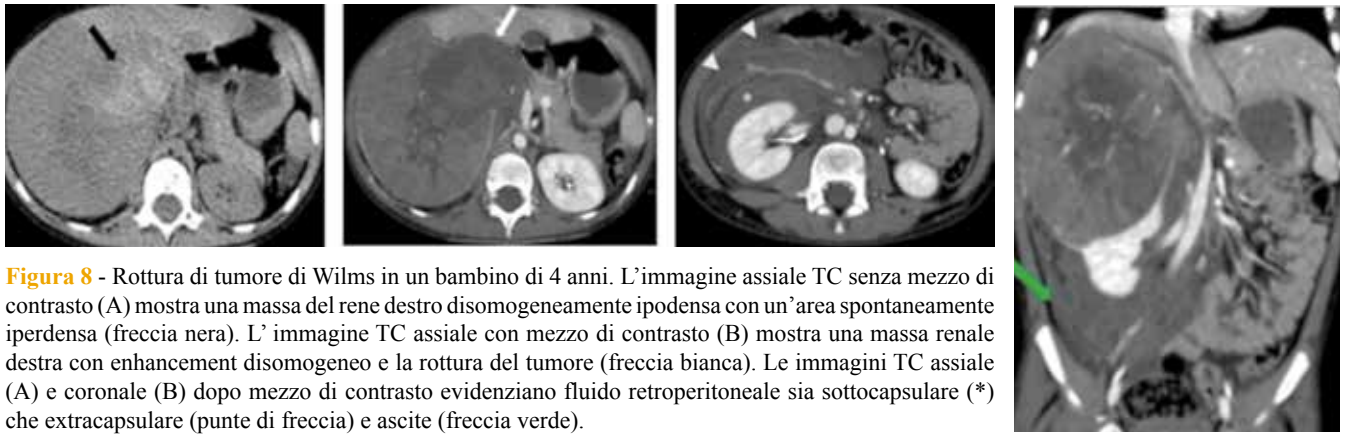 Figura 8 - Rottura di tumore di Wilms in un bambino di 4 anni. L'immagine assiale TC senza mezzo di
contrasto (A) mostra una massa del rene destro disomogeneamente ipodensa con un'area spontaneamente
iperdensa (freccia nera). L' immagine TC assiale con mezzo di contrasto (B) mostra una massa renale
destra con enhancement disomogeneo e la rottura del tumore (freccia bianca). Le immagini TC assiale
(A) e coronale (B) dopo mezzo di contrasto evidenziano fluido retroperitoneale sia sottocapsulare (*)
che extracapsulare (punte di freccia) e ascite (freccia verde).